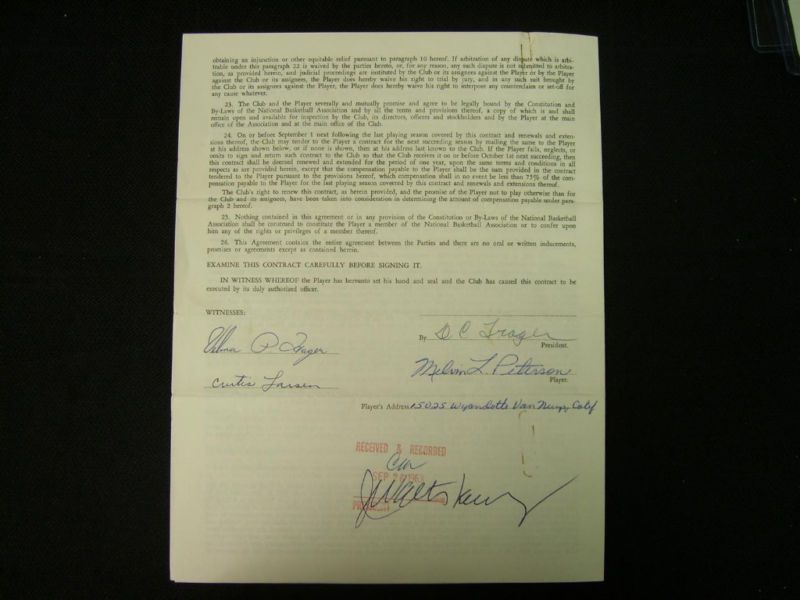 obtaining an injunction or other equitable relief pursuant to paragraph 10 hereof. If arbitration of any dispute which is arbi-
trable under this paragraph 22 is waived by the parties hereto, or, for any reason, any such dispute is not submitted to arbitra-
tion, as provided herein, and judicial proceedings are instituted by the Club or its assignees against the Player or by the Player
against the Club or its assignees, the Player does hereby waive his right to trial by jury, and in any such suit brought by
the Club or its assignees against the Player, the Player does hereby waive his right to interpose any counterclaim or set-off for
any cause whatever.
23. The Club and the Player severally and mutually promise and agree to be legally bound by the Constitution and
By-Laws of the National Basketball Association and by all the terms and provisions thereof, a copy of which is and shall
remain open and available for inspection by the Club, its directors, officers and stockholders and by the Player at the main
office of the Association and at the main office of the Club.
24. On or before September 1 next following the last playing season covered by this contract and renewals and exten-
sions thereof, the Club may tender to the Player a contract for the next succeeding season by mailing the same to the Player
at his address shown below, or if none is shown, then at his address last known to the Club. If the Player fails, neglects, or
omits to sign and return such contract to the Club so that the Club receives it on or before October 1st next succeeding, then
this contract shall be deemed renewed and extended for the period of one year, upon the same terms and conditions in all
respects as are provided herein, except that the compensation payable to the Player shall be the sum provided in the contract
tendered to the Player pursuant to the provisions hereof, which compensation shall in no event be less than 75% of the com-
pensation payable to the Player for the last playing season covered by this contract and renewals and extensions thereof.
The Club's right to renew this contract, as herein provided, and the promise of the Player not to play otherwise than for
the Club and its assignees, have been taken into consideration in determining the amount of compensation payable under para-
graph 2 hereof.
25. Nothing contained in this agreement or in any provision of the Constitution or By-Laws of the National Basketball
Association shall be construed to constitute the Player a member of the National Basketball Association or to confer upon
him any of the rights or privileges of a member thereof.
26. This Agreement contains the entire agreement between the Parties and there are no oral or written inducements,
promises or agreements except as contained herein.
EXAMINE THIS CONTRACT CAREFULLY BEFORE SIGNING IT.
IN WITNESS WHEREOF the Player has hereunto set his hand and seal and the Club has caused this contract to be
executed by its duly authorized officer.
WITNESSES:
By D C Trager
President.
P Trager
Melvin L. Peterson
Player.
Curtis Larsen
Player's Address 15025 Wyandotte Van Nuys, Calif
RECEIVED & RECORDED
SEP 1963
J Walter Kennedy